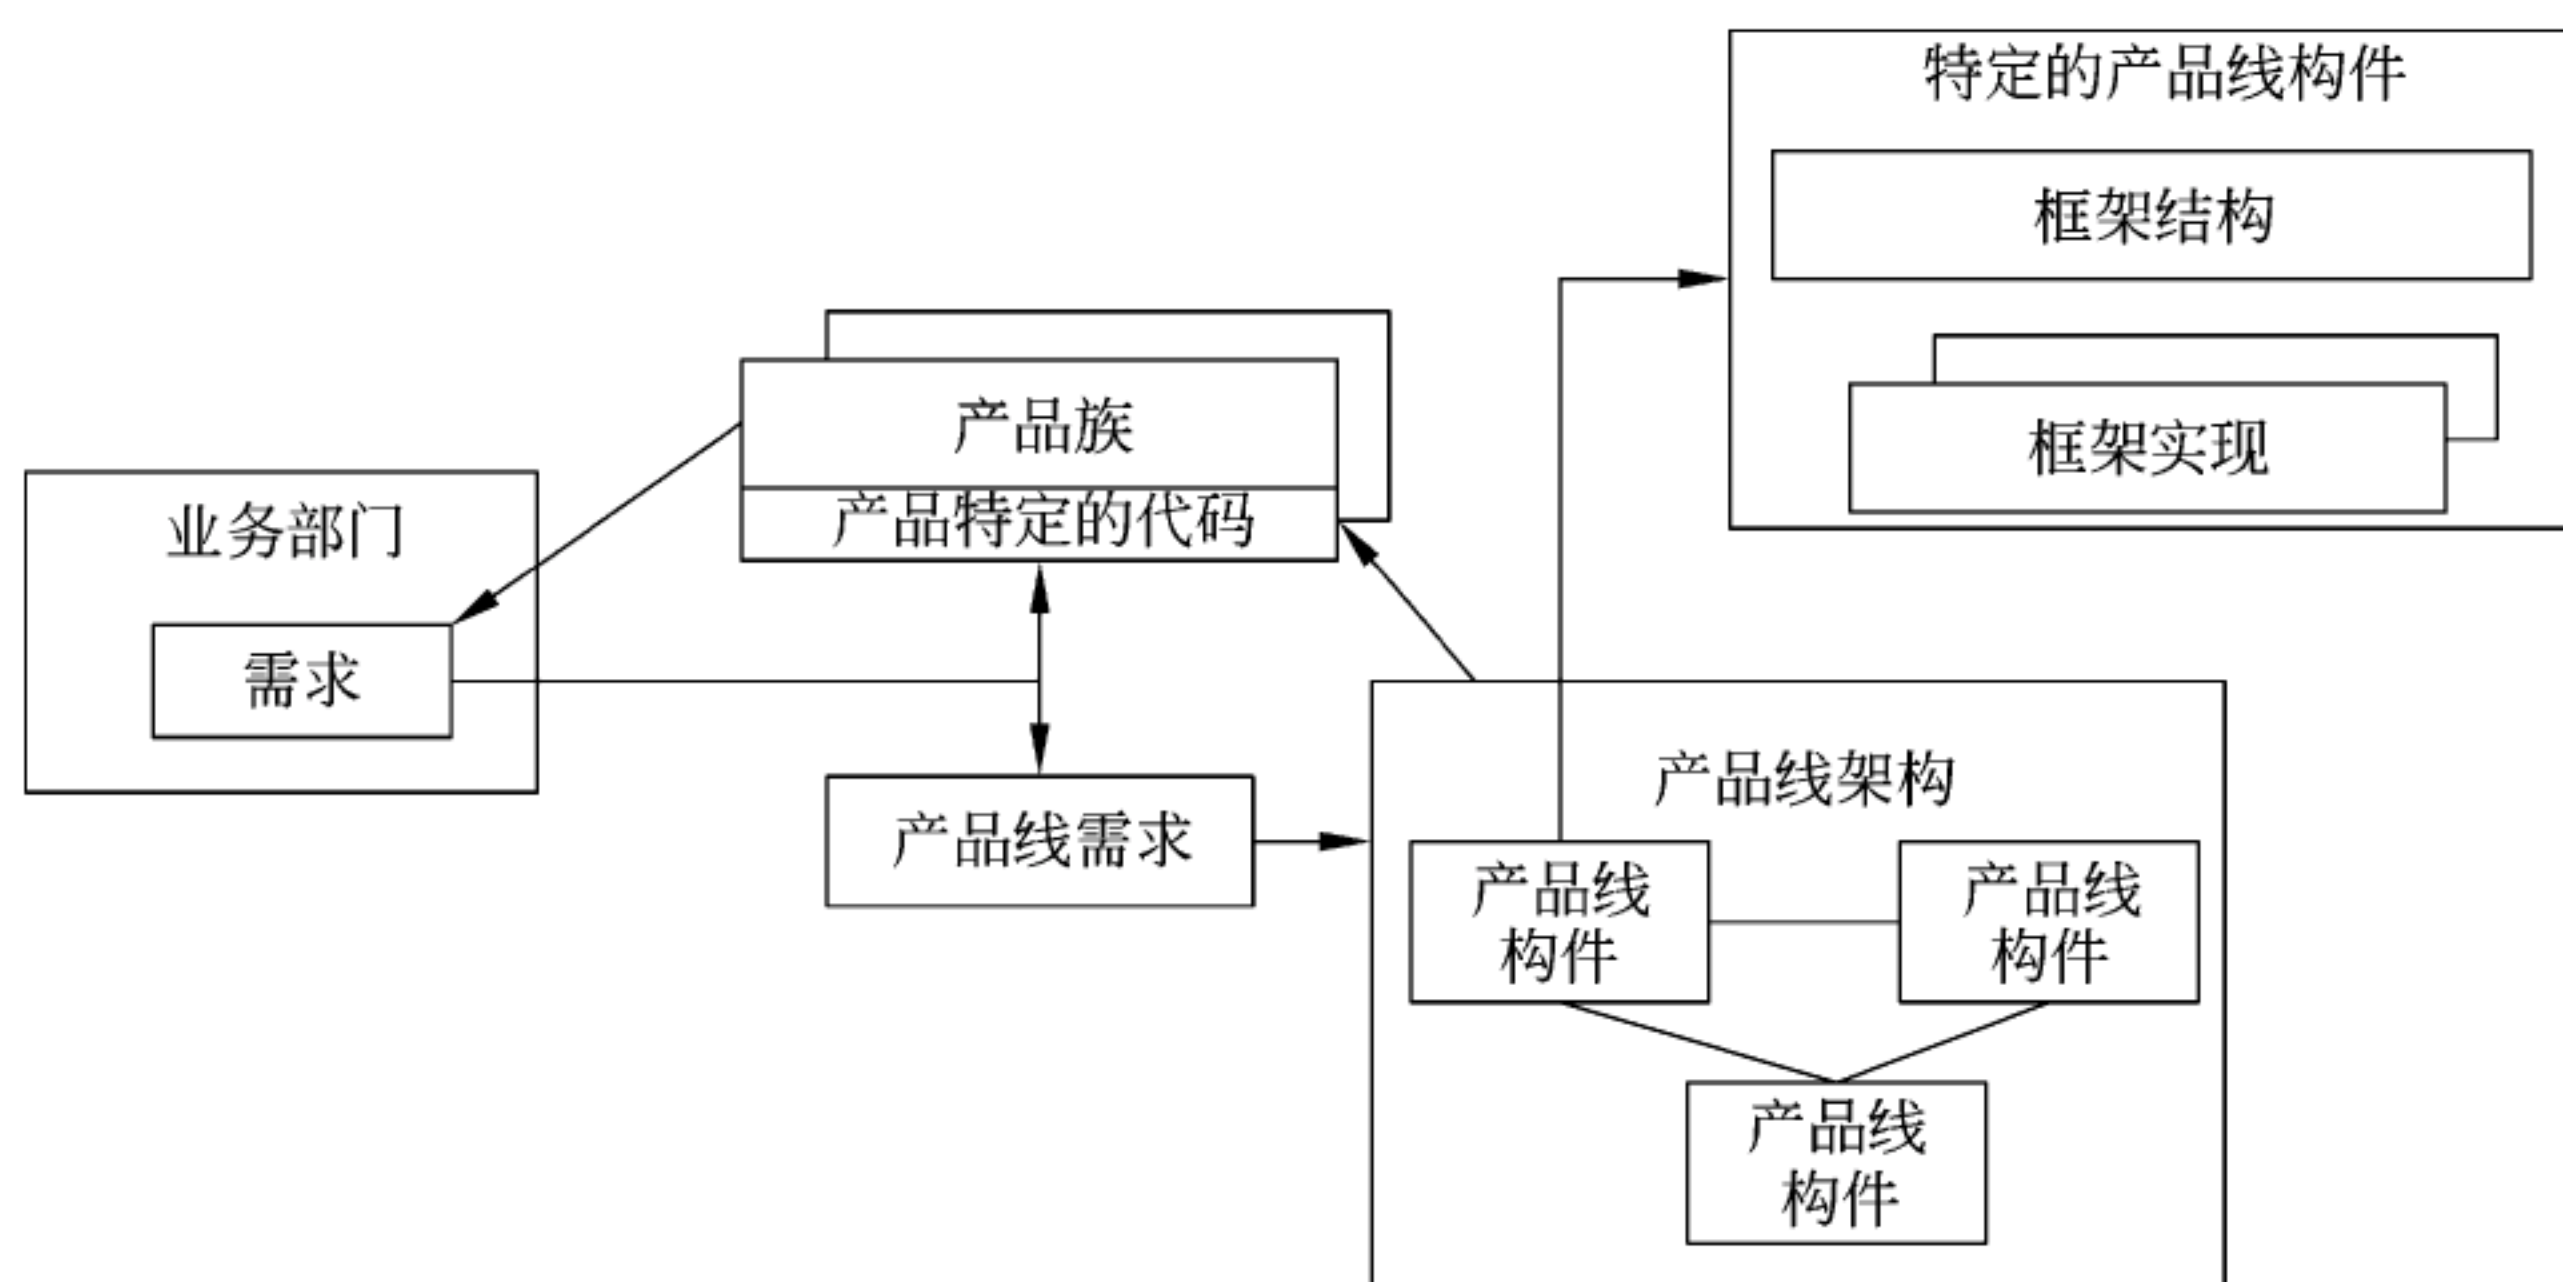 特定的产品线构件
框架结构
框架实现
产品族
产品特定的代码
业务部门
需求
产品线需求
产品线架构
产品线
构件
产品线
构件
产品线
构件